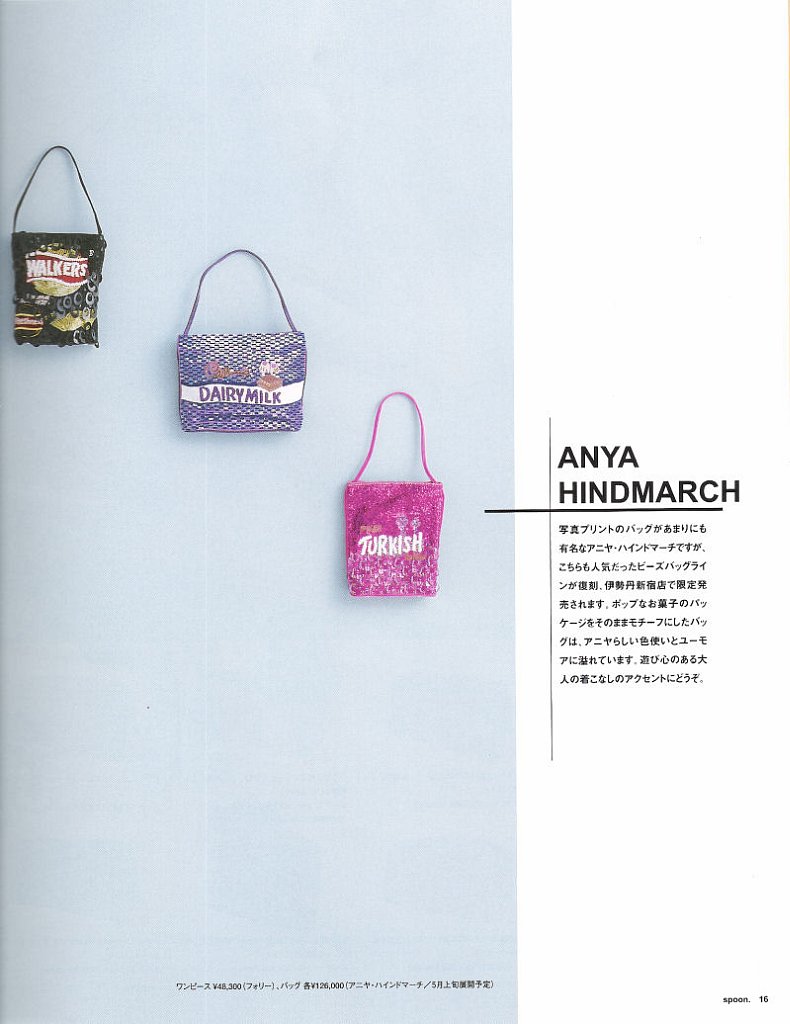 WALKERS
DAIRY MILK
TURKISH
ANYA
HINDMARCH
写真プリントのバッグがあまりにも
有名なアニヤ・ハインドマーチですが、
こちらも人気だったビーズバッグライ
ンが復刻、伊勢丹新宿店で限定発
売されます。ポップなお菓子のパッ
ケージをそのままモチーフにしたバッ
グは、アニヤらしい色使いとユーモ
アに溢れています。遊び心のある大
人の着こなしのアクセントにどうぞ。
ワンピース ¥48,300（フォリー）、バッグ 各¥126,000（アニヤ・ハインドマーチ／5月上旬展開予定）
spoon. 16